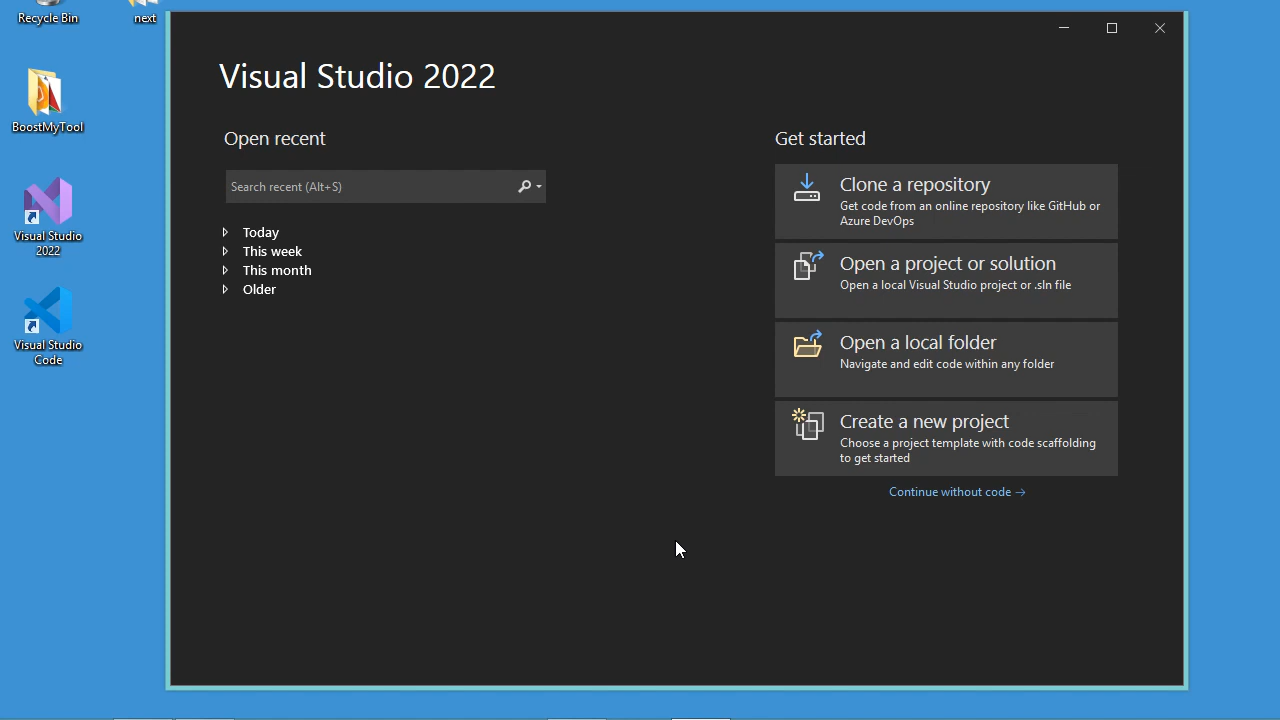 Recycle Bin
next
BoostMyTool
Visual Studio
2022
Visual Studio
Code
Visual Studio 2022
Open recent
Search recent (Alt+S)
Today
This week
This month
Older
Get started
Clone a repository
Get code from an online repository like GitHub or
Azure DevOps
Open a project or solution
Open a local Visual Studio project or .sln file
Open a local folder
Navigate and edit code within any folder
Create a new project
Choose a project template with code scaffolding
to get started
Continue without code →